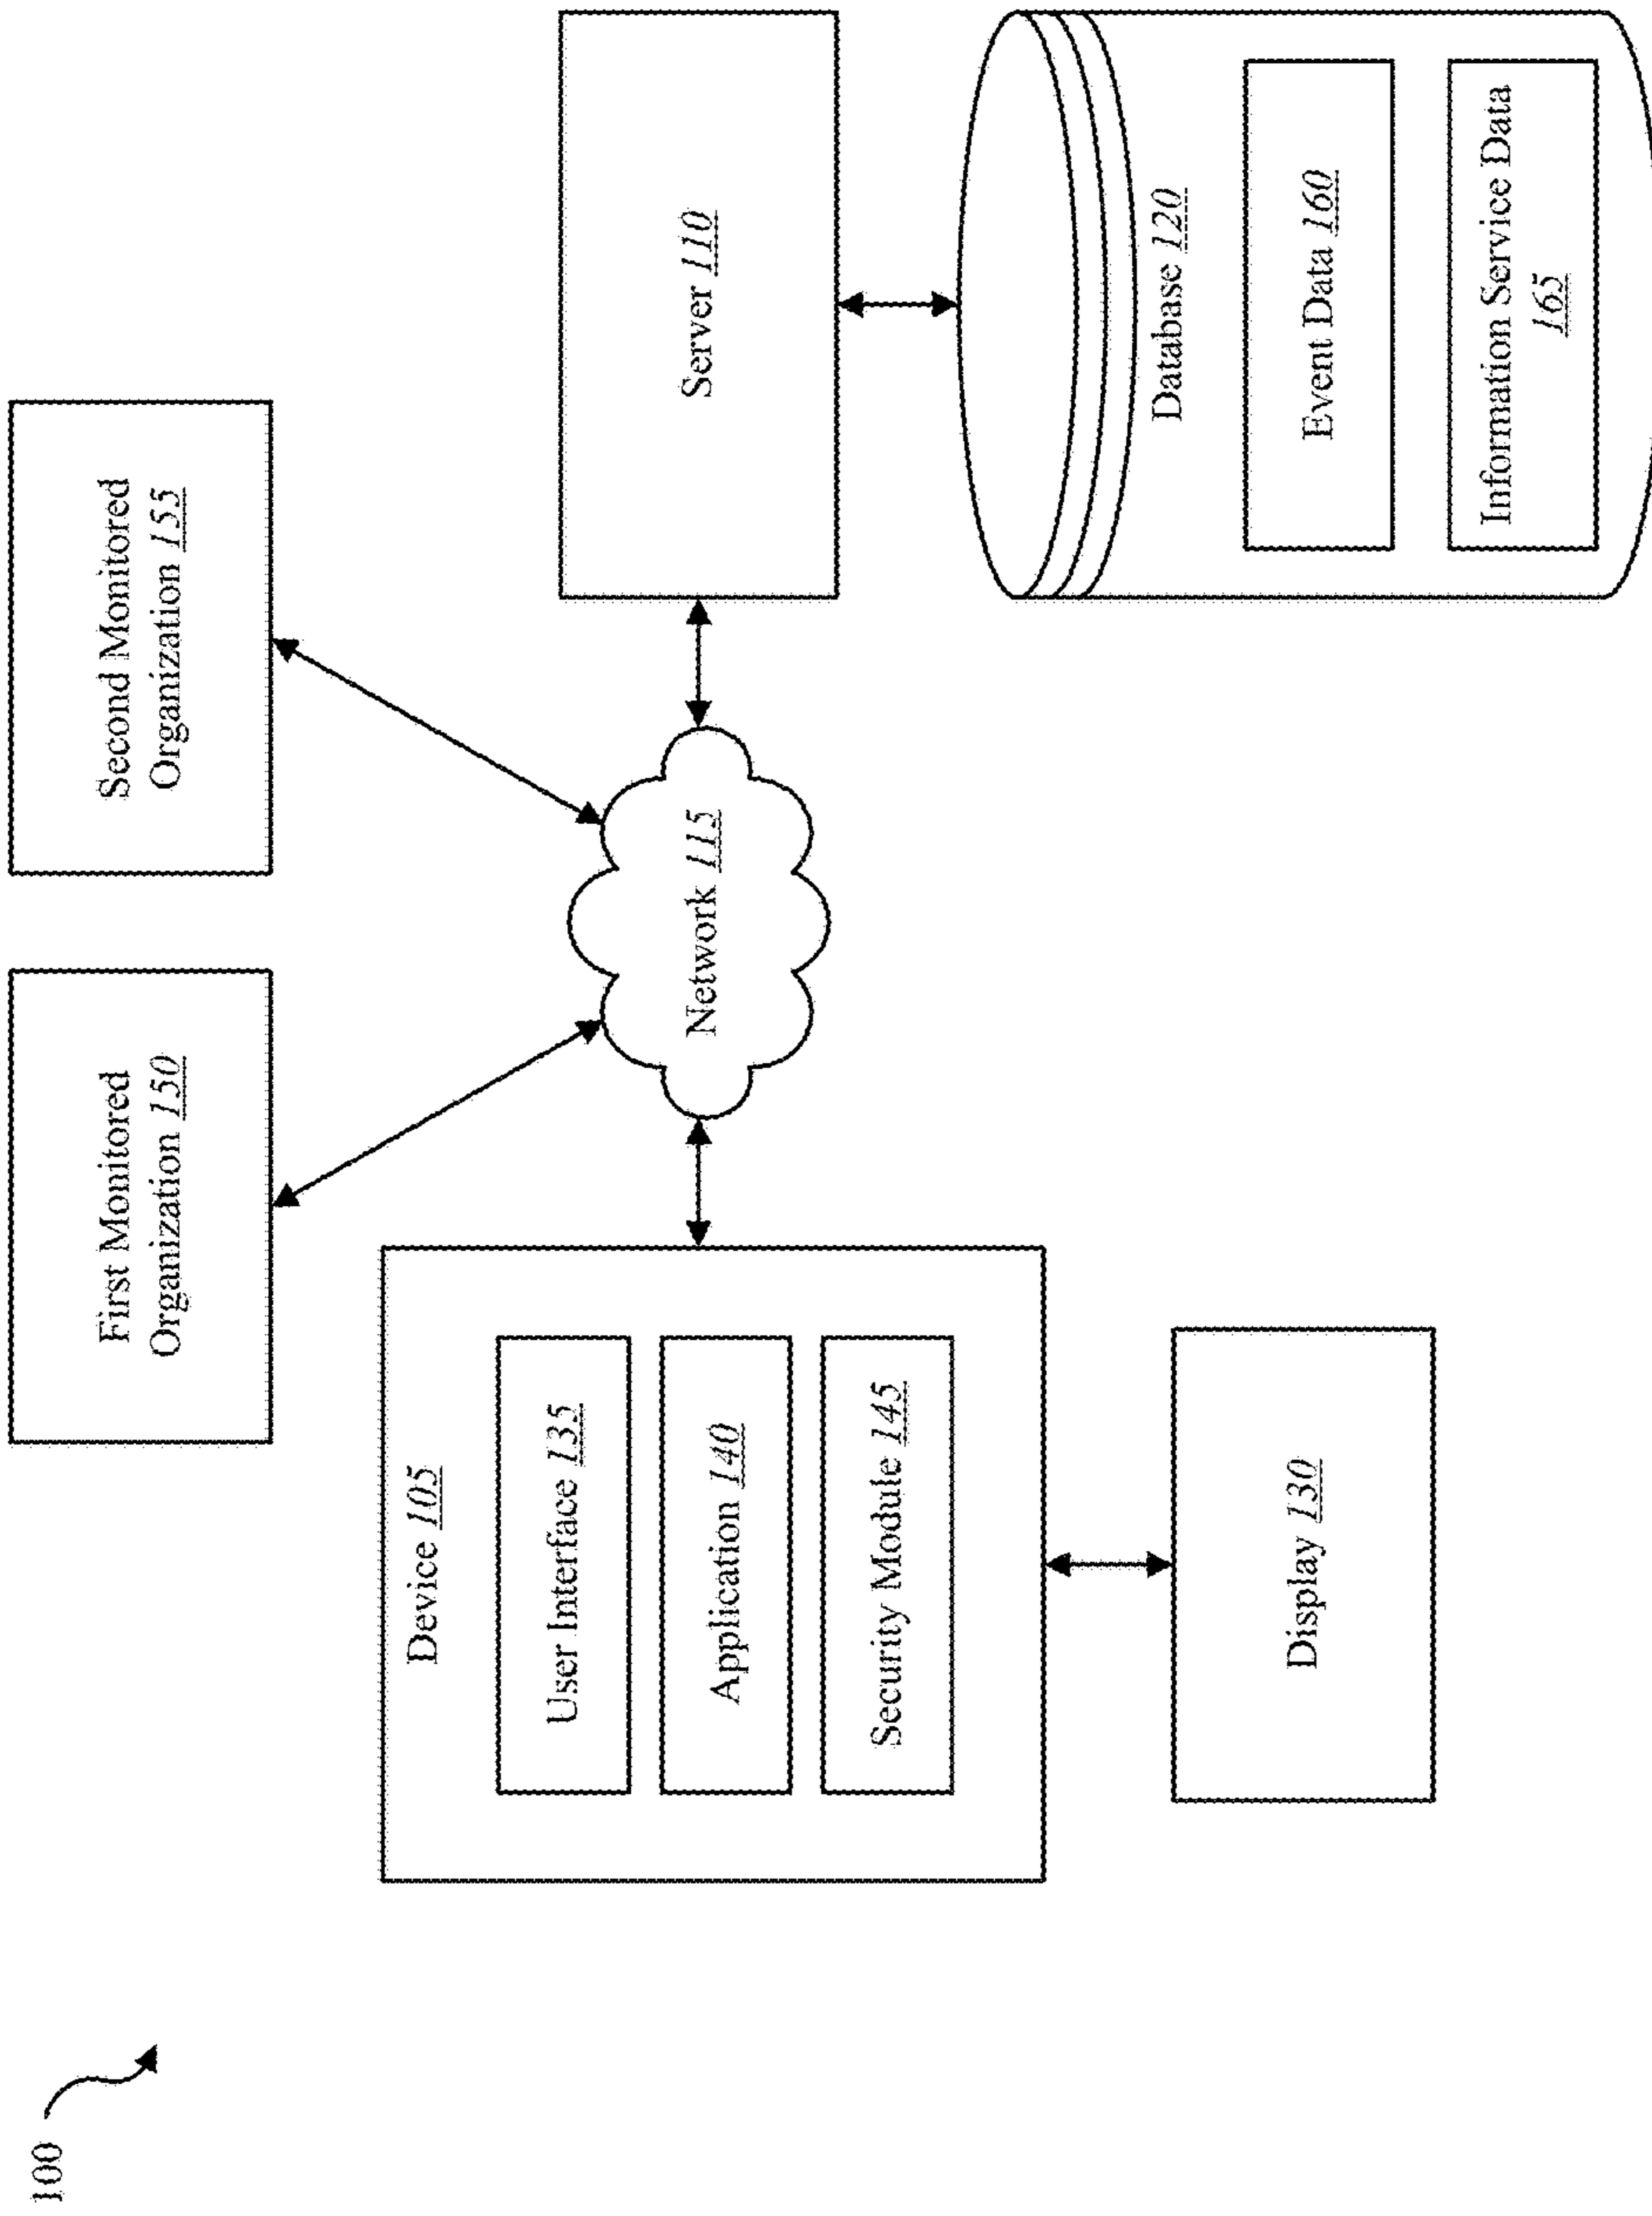 100
First Monitored
Organization 150
Second Monitored
Organization 155
Device 105
User Interface 135
Application 140
Security Module 145
Network 115
Server 110
Display 130
Database 120
Event Data 160
Information Service Data
165